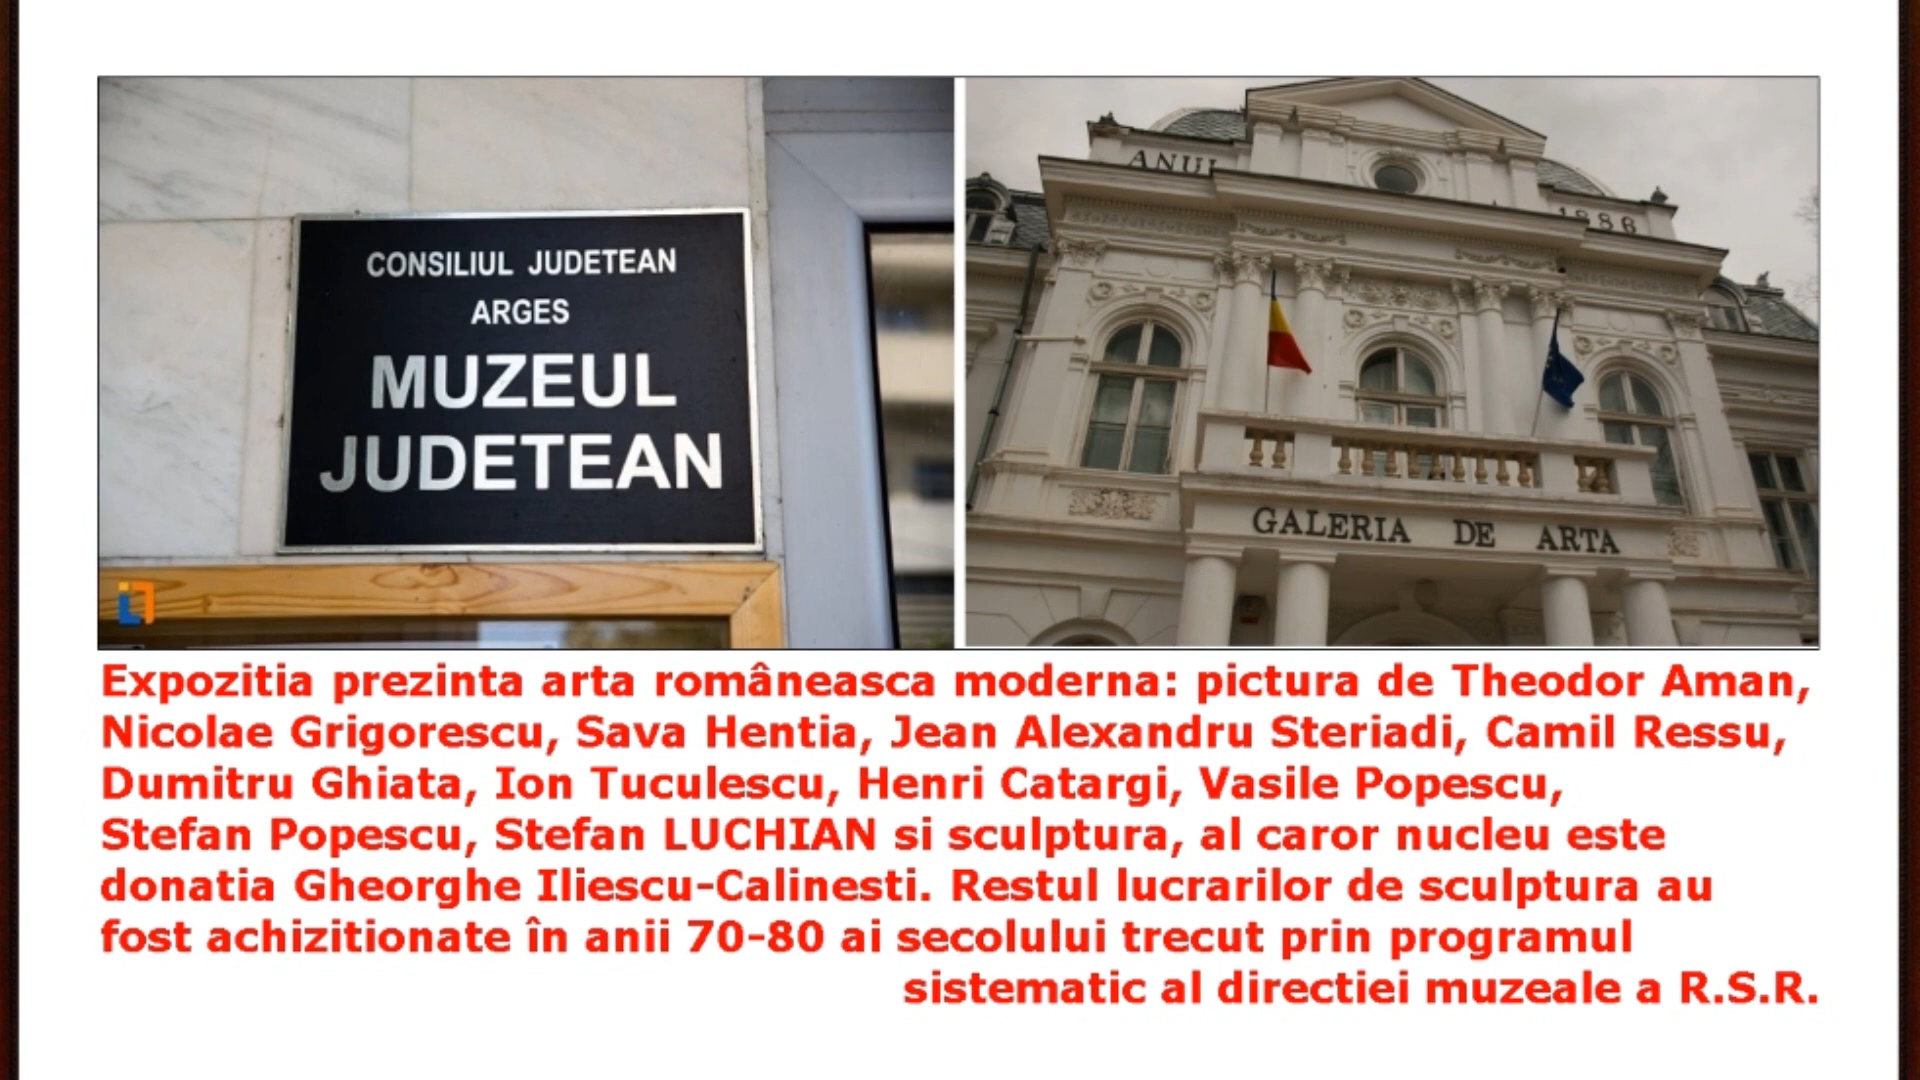 CONSILIUL JUDETEAN
ARGES
MUZEUL
JUDETEAN
ANUL
1886
GALERIA DE ARTA
Expozitia prezinta arta româneasca moderna: pictura de Theodor Aman,
Nicolae Grigorescu, Sava Hentia, Jean Alexandru Steriadi, Camil Ressu,
Dumitru Ghiata, Ion Tuculescu, Henri Catargi, Vasile Popescu,
Stefan Popescu, Stefan LUCHIAN si sculptura, al caror nucleu este
donatia Gheorghe Iliescu-Calinesti. Restul lucrarilor de sculptura au
fost achizitionate în anii 70-80 ai secolului trecut prin programul
sistematic al directiei muzeale a R.S.R.